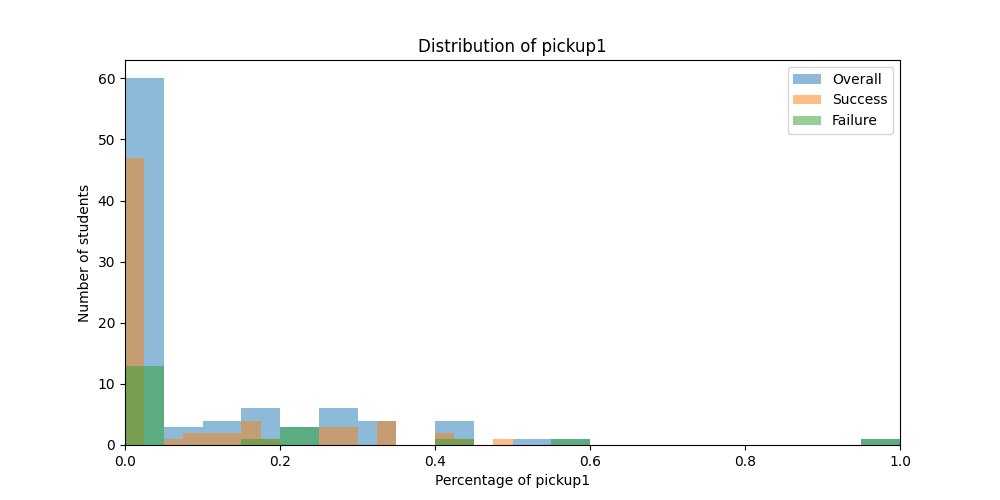 Distribution of pickup1
Overall
Success
Failure
Number of students
60
50
40
30
20
10
0
0.0 0.2 0.4 0.6 0.8 1.0
Percentage of pickup1